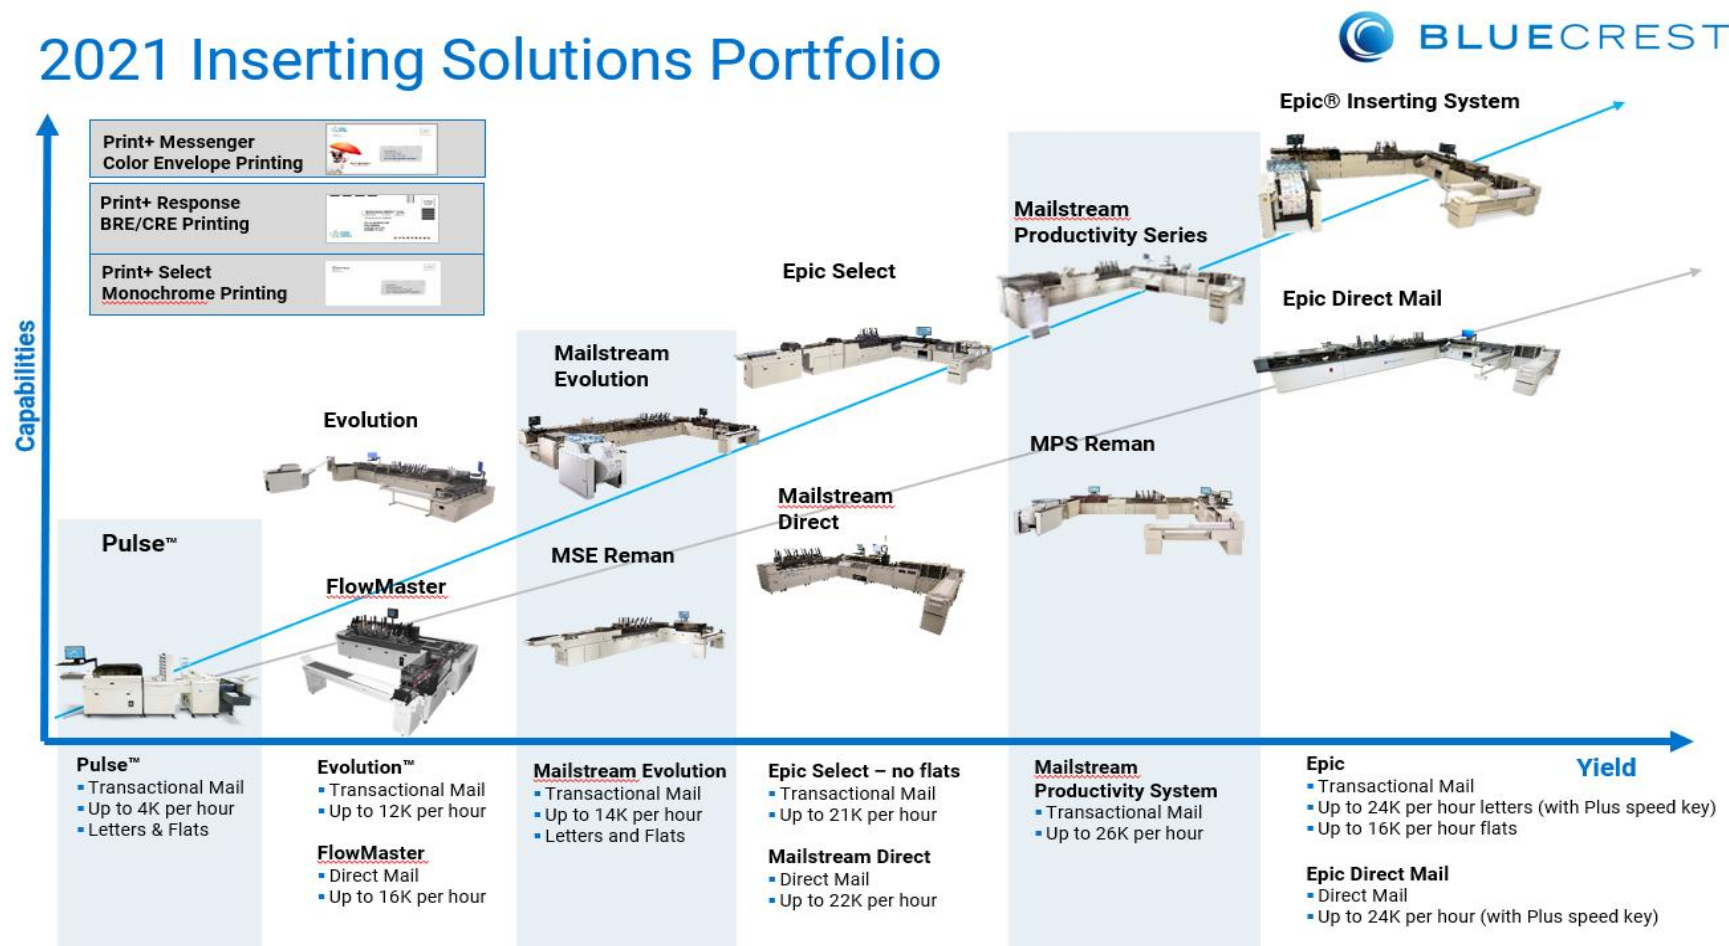 2021 Inserting Solutions Portfolio
BLUECREST
Print+ Messenger
Color Envelope Printing
Print+ Response
BRE/CRE Printing
Print+ Select
Monochrome Printing
Capabilities
Epic® Inserting System
Mailstream
Productivity Series
Epic Select
Epic Direct Mail
Mailstream
Evolution
Evolution
MPS Reman
Mailstream
Direct
Pulse™
MSE Reman
FlowMaster
Yield
Pulse™
▪ Transactional Mail
▪ Up to 4K per hour
▪ Letters & Flats
Evolution™
▪ Transactional Mail
▪ Up to 12K per hour
FlowMaster
▪ Direct Mail
▪ Up to 16K per hour
Mailstream Evolution
▪ Transactional Mail
▪ Up to 14K per hour
▪ Letters and Flats
Epic Select – no flats
▪ Transactional Mail
▪ Up to 21K per hour
Mailstream Direct
▪ Direct Mail
▪ Up to 22K per hour
Mailstream
Productivity System
▪ Transactional Mail
▪ Up to 26K per hour
Epic
▪ Transactional Mail
▪ Up to 24K per hour letters (with Plus speed key)
▪ Up to 16K per hour flats
Epic Direct Mail
▪ Direct Mail
▪ Up to 24K per hour (with Plus speed key)